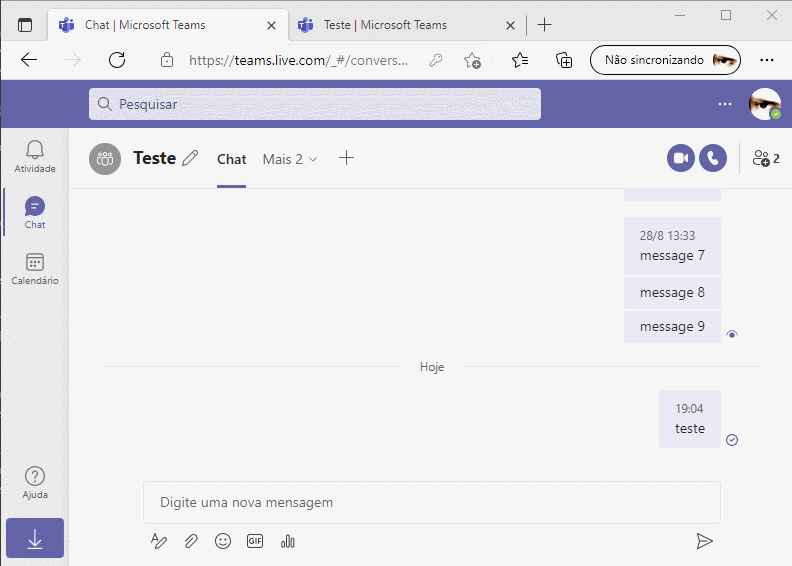 Chat | Microsoft Teams
Teste | Microsoft Teams
https://teams.live.com/_#/convers...
Não sincronizando
Pesquisar
Atividade
Chat
Calendário
Ajuda
Teste
Chat
Mais 2
2
28/8 13:33
message 7
message 8
message 9
Hoje
19:04
teste
Digite uma nova mensagem
GIF